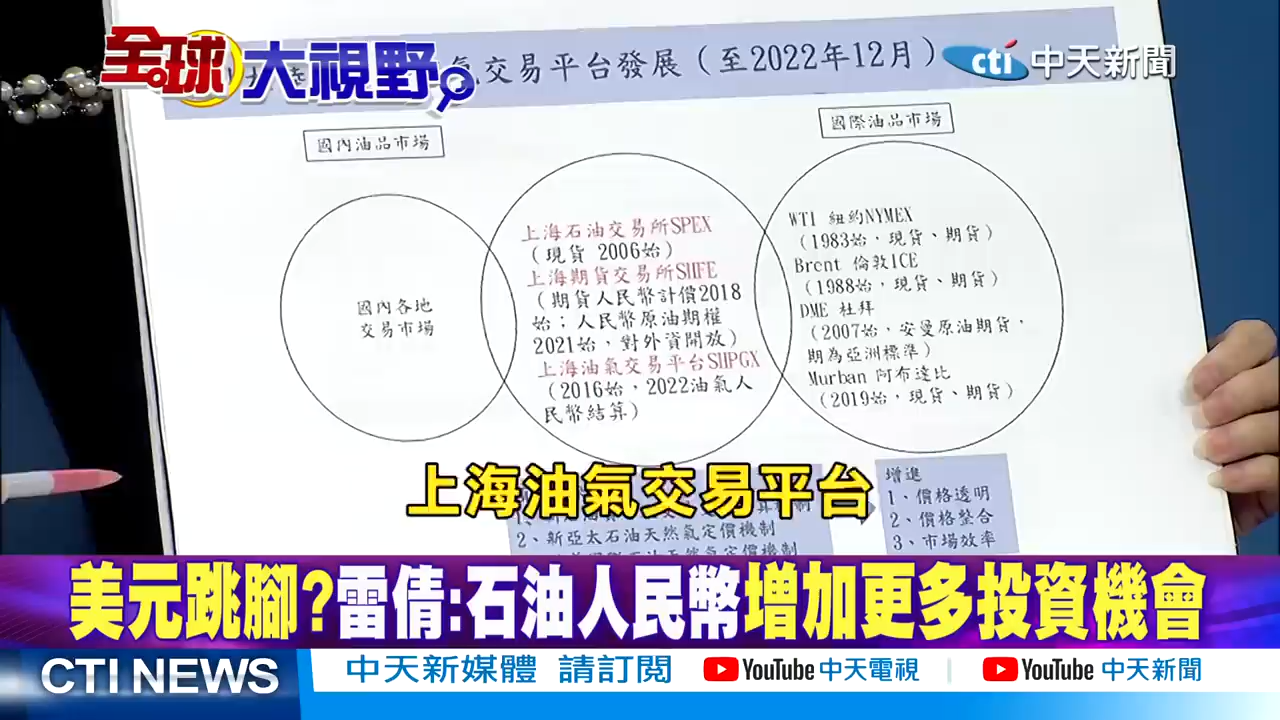 全球大視野
氣交易平台發展(至2022年12月)
cti 中天新聞
國內油品市場
國際油品市場
國內各地
交易市場
上海石油交易所SPEX
(現貨 2006始)
上海期貨交易所SHFE
(期貨人民幣計價2018
始;人民幣原油期權
2021始,對外資開放)
上海油氣交易平台SHPGX
(2016始,2022油氣人
民幣結算)
WTI 紐約NYMEX
(1983始,現貨、期貨)
Brent 倫敦ICE
(1988始,現貨、期貨)
DME 杜拜
(2007始,安曼原油期貨,
期為亞洲標準)
Murban 阿布達比
(2019始,現貨、期貨)
2、新亞太石油天然氣定價機制
增進
1、價格透明
2、價格整合
3、市場效率
上海油氣交易平台
美元跳腳?雷倩:石油人民幣增加更多投資機會
CTI NEWS
中天新媒體 請訂閱
YouTube 中天電視
YouTube 中天新聞